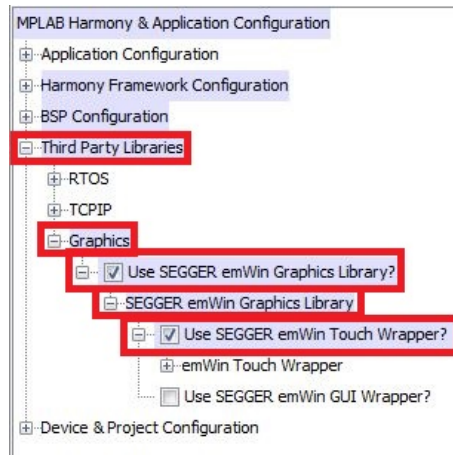 MPLAB Harmony & Application Configuration
Application Configuration
Harmony Framework Configuration
BSP Configuration
Third Party Libraries
RTOS
TCPIP
Graphics
Use SEGGER emWin Graphics Library?
SEGGER emWin Graphics Library
Use SEGGER emWin Touch Wrapper?
emWin Touch Wrapper
Use SEGGER emWin GUI Wrapper?
Device & Project Configuration